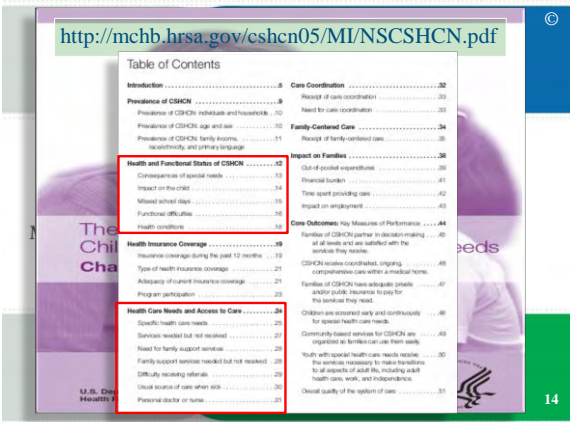 ©
http://mchb.hrsa.gov/cshcn05/MI/NSCSHCN.pdf
Table of Contents
Introduction ........ 5
Prevalence of CSHCN ........ 9
Prevalence of CSHCN: individuals and households .. 10
Prevalence of CSHCN: age and sex ........ 10
Prevalence of CSHCN: family income, ........ 11
race/ethnicity, and primary language
Health and Functional Status of CSHCN ........ 12
Consequences of special needs ........ 13
Impact on the child ........ 14
Missed school days ........ 15
Functional difficulties ........ 16
Health conditions ........ 18
Health Insurance Coverage ........ 19
Insurance coverage during the past 12 months ... 19
Type of health insurance coverage ........ 21
Adequacy of current insurance coverage ........ 21
Program participation ........ 23
Health Care Needs and Access to Care ........ 24
Specific health care needs ........ 25
Services needed but not received ........ 27
Need for family support services ........ 28
Family support services needed but not received .. 28
Difficulty receiving referrals ........ 29
Usual source of care when sick ........ 30
Personal doctor or nurse ........ 31
Care Coordination ........ 32
Receipt of care coordination ........ 33
Need for care coordination ........ 33
Family-Centered Care ........ 34
Receipt of family-centered care ........ 35
Impact on Families ........ 38
Out-of-pocket expenditures ........ 39
Financial burden ........ 41
Time spent providing care ........ 42
Impact on employment ........ 43
Core Outcomes: Key Measures of Performance ..... 44
Families of CSHCN partner in decision-making .... 45
at all levels and are satisfied with the
services they receive.
CSHCN receive coordinated, ongoing, ........ 46
comprehensive care within a medical home.
Families of CSHCN have adequate private ........ 47
and/or public insurance to pay for
the services they need.
Children are screened early and continuously .... 48
for special health care needs.
Community-based services for CSHCN are ..... 49
organized so families can use them easily.
Youth with special health care needs receive ..... 50
the services necessary to make transitions
to all aspects of adult life, including adult
health care, work, and independence.
Overall quality of the system of care ........ 51
The
Chil
eeds
Cha
U.S. Dep
Health R
14